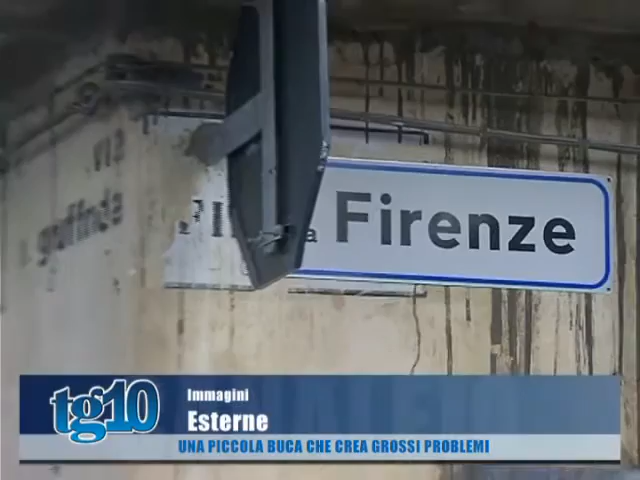 Firenze
tg10
Immagini
Esterne
UNA PICCOLA BUCA CHE CREA GROSSI PROBLEMI